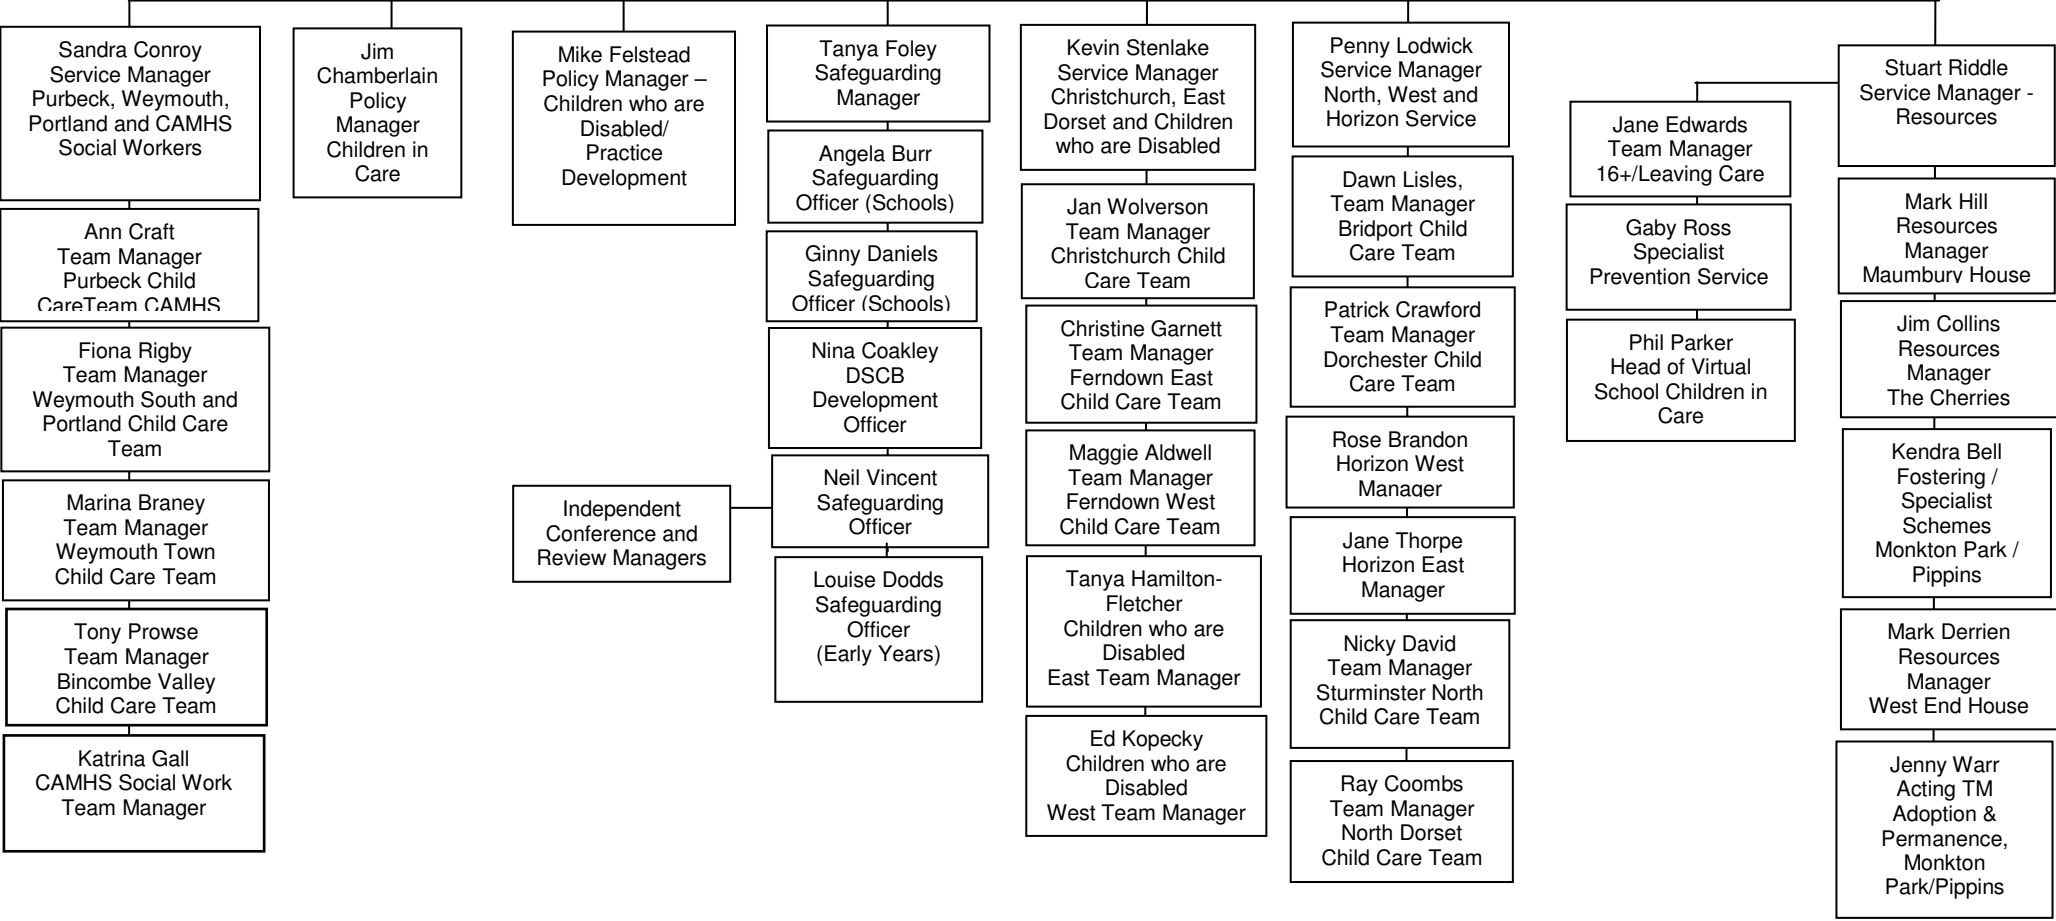 Sandra Conroy
Service Manager
Purbeck, Weymouth,
Portland and CAMHS
Social Workers
Ann Craft
Team Manager
Purbeck Child
CareTeam CAMHS
Fiona Rigby
Team Manager
Weymouth South and
Portland Child Care
Team
Marina Braney
Team Manager
Weymouth Town
Child Care Team
Tony Prowse
Team Manager
Bincombe Valley
Child Care Team
Katrina Gall
CAMHS Social Work
Team Manager
Jim
Chamberlain
Policy
Manager
Children in
Care
Mike Felstead
Policy Manager –
Children who are
Disabled/
Practice
Development
Tanya Foley
Safeguarding
Manager
Angela Burr
Safeguarding
Officer (Schools)
Ginny Daniels
Safeguarding
Officer (Schools)
Nina Coakley
DSCB
Development
Officer
Neil Vincent
Safeguarding
Officer
Independent
Conference and
Review Managers
Louise Dodds
Safeguarding
Officer
(Early Years)
Kevin Stenlake
Service Manager
Christchurch, East
Dorset and Children
who are Disabled
Jan Wolverson
Team Manager
Christchurch Child
Care Team
Christine Garnett
Team Manager
Ferndown East
Child Care Team
Maggie Aldwell
Team Manager
Ferndown West
Child Care Team
Tanya Hamilton-
Fletcher
Children who are
Disabled
East Team Manager
Ed Kopecky
Children who are
Disabled
West Team Manager
Penny Lodwick
Service Manager
North, West and
Horizon Service
Dawn Lisles,
Team Manager
Bridport Child
Care Team
Patrick Crawford
Team Manager
Dorchester Child
Care Team
Rose Brandon
Horizon West
Manager
Jane Thorpe
Horizon East
Manager
Nicky David
Team Manager
Sturminster North
Child Care Team
Ray Coombs
Team Manager
North Dorset
Child Care Team
Stuart Riddle
Service Manager -
Resources
Jane Edwards
Team Manager
16+/Leaving Care
Gaby Ross
Specialist
Prevention Service
Phil Parker
Head of Virtual
School Children in
Care
Mark Hill
Resources
Manager
Maumbury House
Jim Collins
Resources
Manager
The Cherries
Kendra Bell
Fostering /
Specialist
Schemes
Monkton Park /
Pippins
Mark Derrien
Resources
Manager
West End House
Jenny Warr
Acting TM
Adoption &
Permanence,
Monkton
Park/Pippins